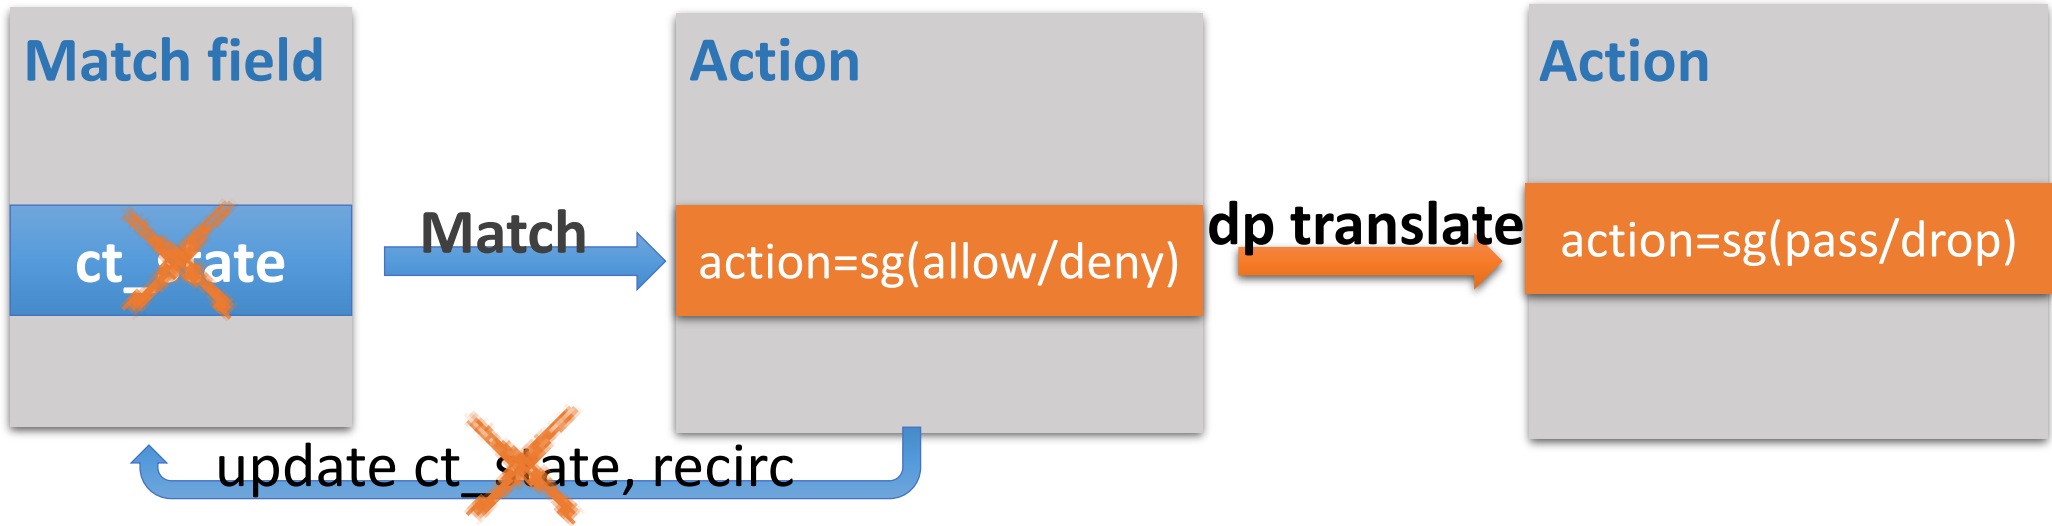 Match field
Action
Action
ct_state
Match
action=sg(allow/deny)
dp translate
action=sg(pass/drop)
update ct_state, recirc